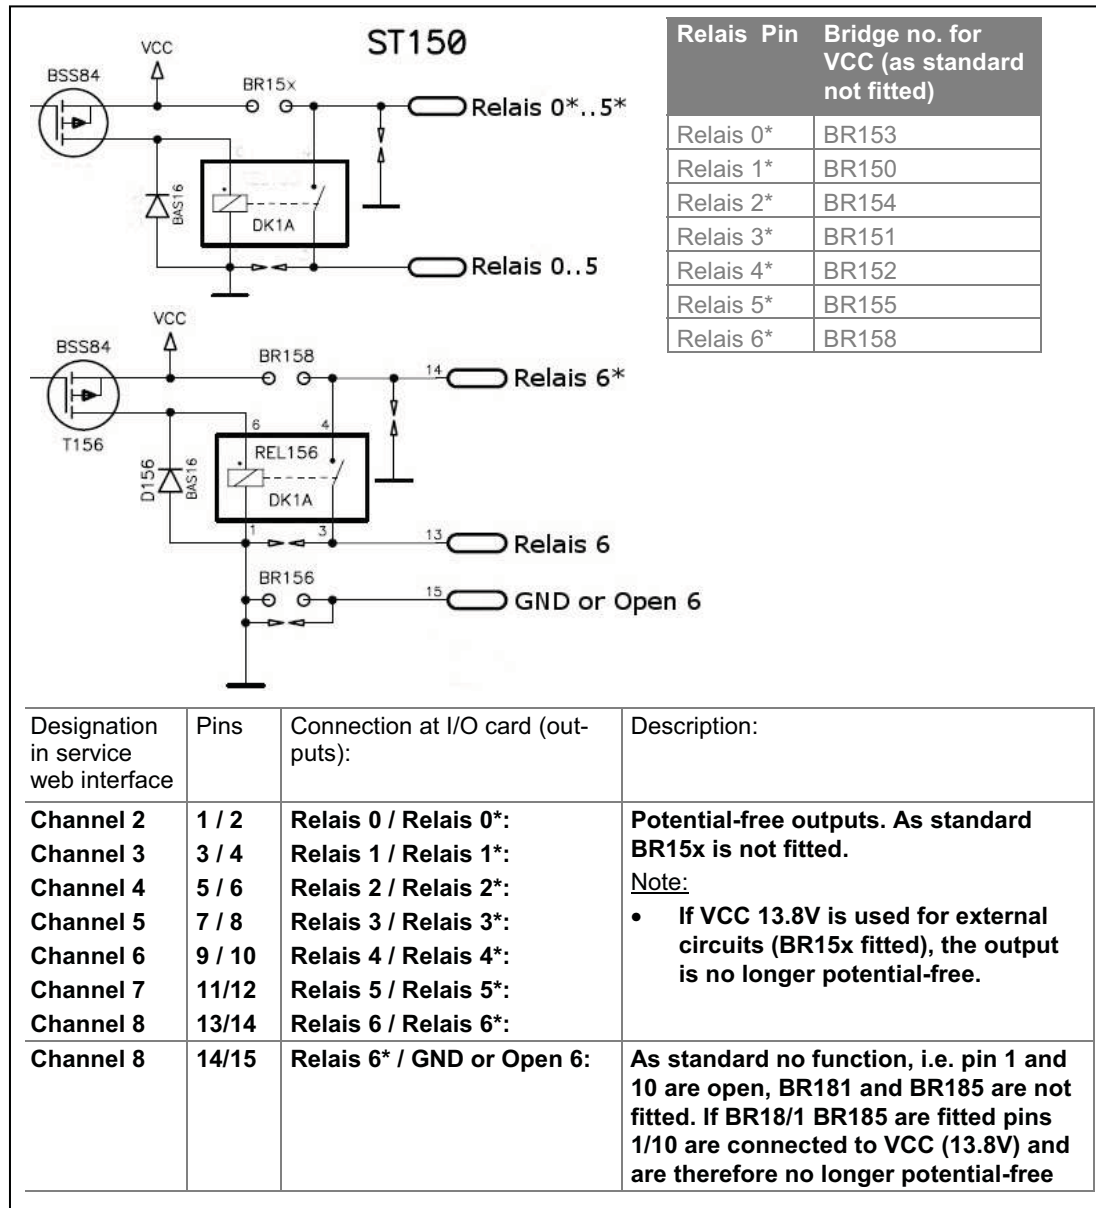 ST150
VCC
BSS84
BR15x
Relais 0*..5*
BAS16
DK1A
Relais 0..5
VCC
BSS84
BR158
14
Relais 6*
T156
6
4
REL156
D156
BAS16
DK1A
1
3
13
Relais 6
BR156
15
GND or Open 6
Relais Pin | Bridge no. for
VCC (as standard
not fitted)
Relais 0* | BR153
Relais 1* | BR150
Relais 2* | BR154
Relais 3* | BR151
Relais 4* | BR152
Relais 5* | BR155
Relais 6* | BR158
Designation
in service
web interface
Pins
Connection at I/O card (out-
puts):
Description:
Channel 2 | 1 / 2 | Relais 0 / Relais 0*:
Channel 3 | 3 / 4 | Relais 1 / Relais 1*:
Channel 4 | 5 / 6 | Relais 2 / Relais 2*:
Channel 5 | 7 / 8 | Relais 3 / Relais 3*:
Channel 6 | 9 / 10 | Relais 4 / Relais 4*:
Channel 7 | 11/12 | Relais 5 / Relais 5*:
Channel 8 | 13/14 | Relais 6 / Relais 6*:
Potential-free outputs. As standard
BR15x is not fitted.
Note:
• If VCC 13.8V is used for external
circuits (BR15x fitted), the output
is no longer potential-free.
Channel 8 | 14/15 | Relais 6* / GND or Open 6:
As standard no function, i.e. pin 1 and
10 are open, BR181 and BR185 are not
fitted. If BR18/1 BR185 are fitted pins
1/10 are connected to VCC (13.8V) and
are therefore no longer potential-free